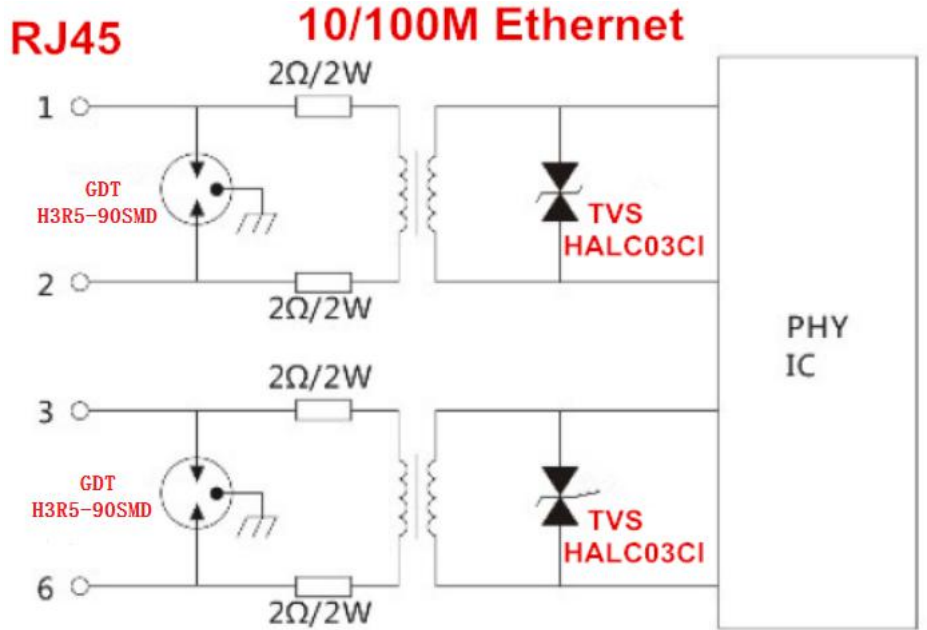 RJ45
10/100M Ethernet
2Ω/2W
1
GDT
H3R5-90SMD
TVS
HALC03CI
2
2Ω/2W
PHY
IC
2Ω/2W
3
GDT
H3R5-90SMD
TVS
HALC03CI
6
2Ω/2W